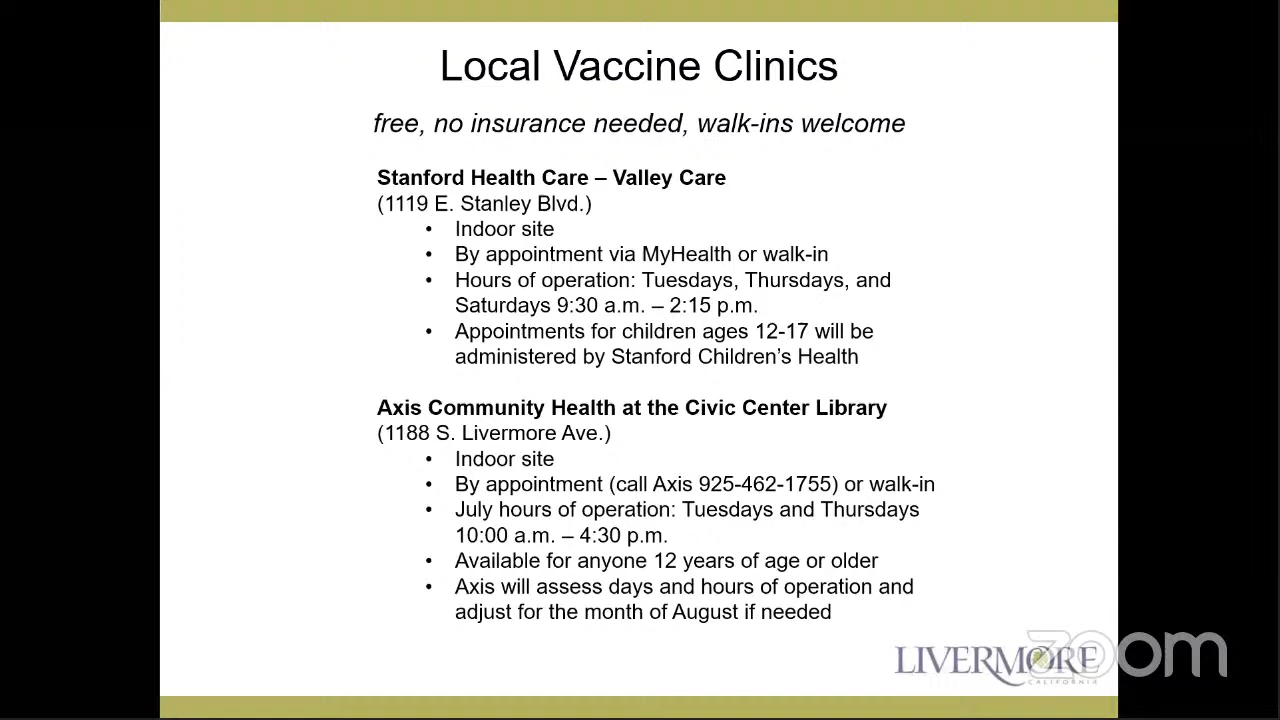 Local Vaccine Clinics
free, no insurance needed, walk-ins welcome
Stanford Health Care – Valley Care
(1119 E. Stanley Blvd.)
• Indoor site
• By appointment via MyHealth or walk-in
• Hours of operation: Tuesdays, Thursdays, and
Saturdays 9:30 a.m. – 2:15 p.m.
• Appointments for children ages 12-17 will be
administered by Stanford Children’s Health
Axis Community Health at the Civic Center Library
(1188 S. Livermore Ave.)
• Indoor site
• By appointment (call Axis 925-462-1755) or walk-in
• July hours of operation: Tuesdays and Thursdays
10:00 a.m. – 4:30 p.m.
• Available for anyone 12 years of age or older
• Axis will assess days and hours of operation and
adjust for the month of August if needed
LIVERMORE
CALIFORNIA
zoom